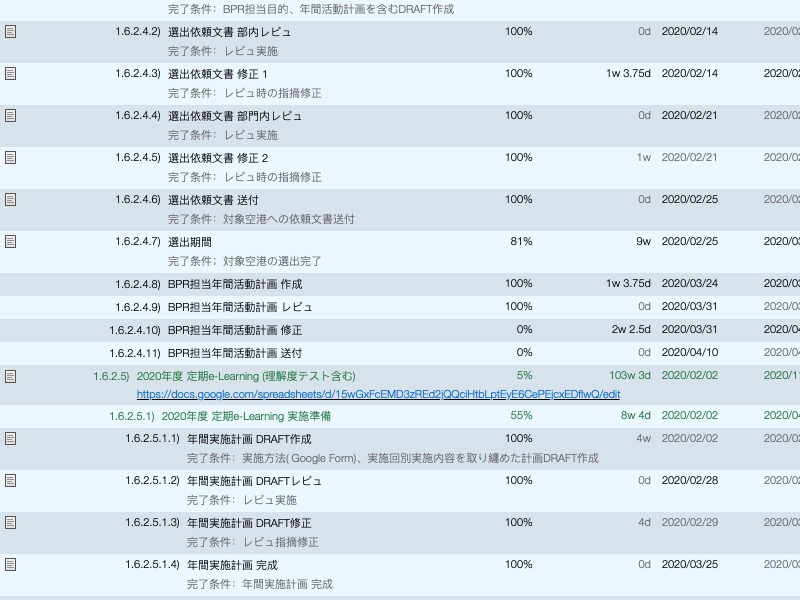 完了条件： BPR担当目的、年間活動計画を含むDRAFT作成
1.6.2.4.2) 選出依頼文書 部内レビュ 100% 0d 2020/02/14 2020/02
完了条件： レビュ実施
1.6.2.4.3) 選出依頼文書 修正 1 100% 1w 3.75d 2020/02/14 2020/02
完了条件： レビュ時の指摘修正
1.6.2.4.4) 選出依頼文書 部門内レビュ 100% 0d 2020/02/21 2020/02
完了条件： レビュ実施
1.6.2.4.5) 選出依頼文書 修正 2 100% 1w 2020/02/21 2020/02
完了条件： レビュ時の指摘修正
1.6.2.4.6) 選出依頼文書 送付 100% 0d 2020/02/25 2020/02
完了条件： 対象空港への依頼文書送付
1.6.2.4.7) 選出期間 81% 9w 2020/02/25 2020/03
完了条件； 対象空港の選出完了
1.6.2.4.8) BPR担当年間活動計画 作成 100% 1w 3.75d 2020/03/24 2020/03
1.6.2.4.9) BPR担当年間活動計画 レビュ 100% 0d 2020/03/31 2020/03
1.6.2.4.10) BPR担当年間活動計画 修正 0% 2w 2.5d 2020/03/31 2020/04
1.6.2.4.11) BPR担当年間活動計画 送付 0% 0d 2020/04/10 2020/04
1.6.2.5) 2020年度 定期e-Learning (理解度テスト含む) 5% 103w 3d 2020/02/02 2020/11
https://docs.google.com/spreadsheets/d/15wGxFcEMD3zREd2jQQciHtbLptEyE6CePEjcxEDflwQ/edit
1.6.2.5.1) 2020年度 定期e-Learning 実施準備 55% 8w 4d 2020/02/02 2020/04
1.6.2.5.1.1) 年間実施計画 DRAFT作成 100% 4w 2020/02/02 2020/02
完了条件： 実施方法( Google Form)、実施回別実施内容を取り纏めた計画DRAFT作成
1.6.2.5.1.2) 年間実施計画 DRAFTレビュ 100% 0d 2020/02/28 2020/02
完了条件： レビュ実施
1.6.2.5.1.3) 年間実施計画 DRAFT修正 100% 4d 2020/02/29 2020/03
完了条件： レビュ指摘修正
1.6.2.5.1.4) 年間実施計画 完成 100% 0d 2020/03/25 2020/03
完了条件： 年間実施計画 完成